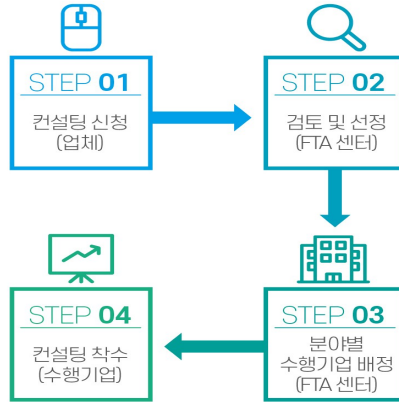 STEP 01
컨설팅 신청
(업체)
STEP 02
검토 및 선정
(FTA 센터)
STEP 03
분야별
수행기업 배정
(FTA 센터)
STEP 04
컨설팅 착수
(수행기업)